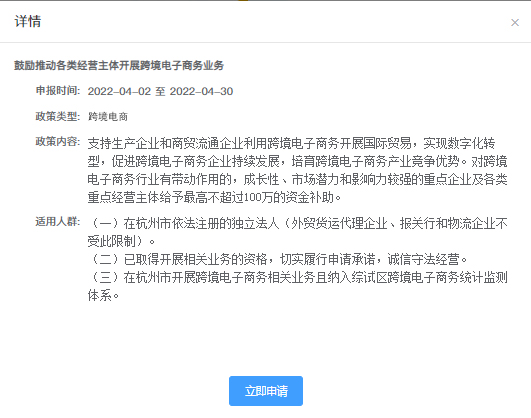 详情
×
鼓励推动各类经营主体开展跨境电子商务业务
申报时间: 2022-04-02 至 2022-04-30
政策类型: 跨境电商
政策内容: 支持生产企业和商贸流通企业利用跨境电子商务开展国际贸易，实现数字化转
型，促进跨境电子商务企业持续发展，培育跨境电子商务产业竞争优势。对跨境
电子商务行业有带动作用的，成长性、市场潜力和影响力较强的重点企业及各类
重点经营主体给予最高不超过100万的资金补助。
适用人群: （一）在杭州市依法注册的独立法人（外贸货运代理企业、报关行和物流企业不
受此限制）。
（二）已取得开展相关业务的资格，切实履行申请承诺，诚信守法经营。
（三）在杭州市开展跨境电子商务相关业务且纳入综试区跨境电子商务统计监测
体系。
立即申请